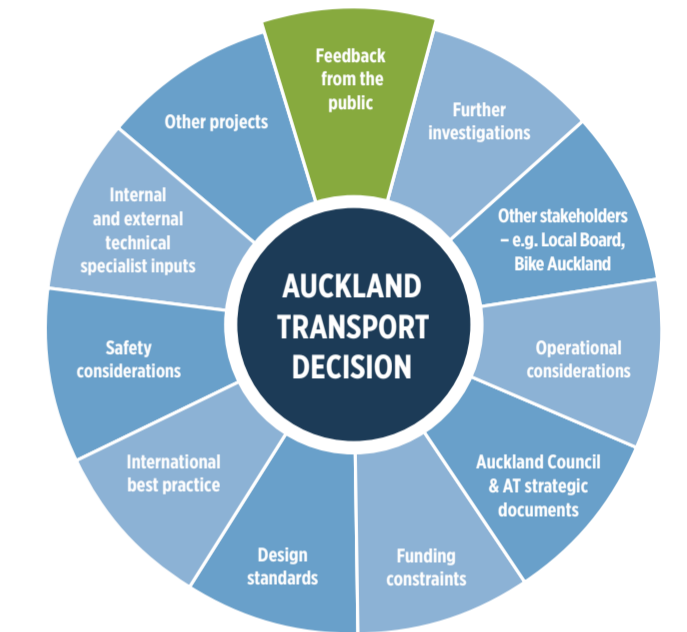 Feedback
from the
public
Further
investigations
Other stakeholders
– e.g. Local Board,
Bike Auckland
Operational
considerations
Auckland Council
& AT strategic
documents
Funding
constraints
Design
standards
International
best practice
Safety
considerations
Internal
and external
technical
specialist inputs
Other projects
AUCKLAND
TRANSPORT
DECISION